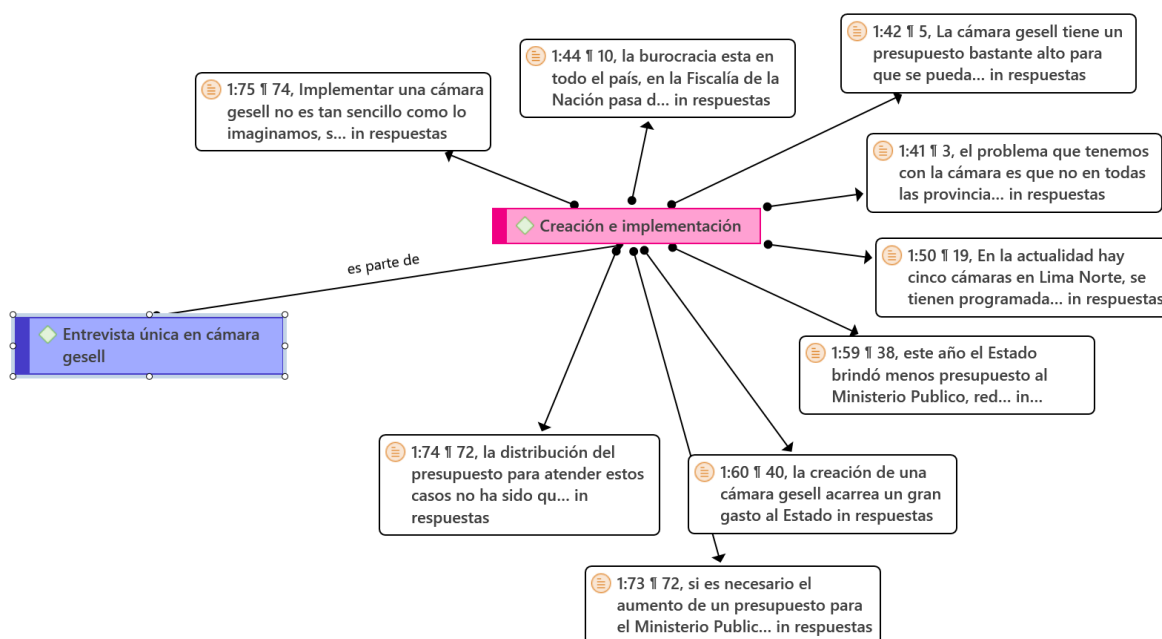 1:42 ¶ 5, La cámara gesell tiene un
presupuesto bastante alto para
que se pueda... in respuestas
1:44 ¶ 10, la burocracia esta en
todo el país, en la Fiscalía de la
Nación pasa d... in respuestas
1:75 ¶ 74, Implementar una cámara
gesell no es tan sencillo como lo
imaginamos, s... in respuestas
1:41 ¶ 3, el problema que tenemos
con la cámara es que no en todas
las provincia... in respuestas
Creación e implementación
1:50 ¶ 19, En la actualidad hay
cinco cámaras en Lima Norte, se
tienen programada... in respuestas
es parte de
Entrevista única en cámara
gesell
1:59 ¶ 38, este año el Estado
brindó menos presupuesto al
Ministerio Publico, red... in...
1:74 ¶ 72, la distribución del
presupuesto para atender estos
casos no ha sido qu... in
respuestas
1:60 ¶ 40, la creación de una
cámara gesell acarrea un gran
gasto al Estado in respuestas
1:73 ¶ 72, si es necesario el
aumento de un presupuesto para
el Ministerio Public... in respuestas